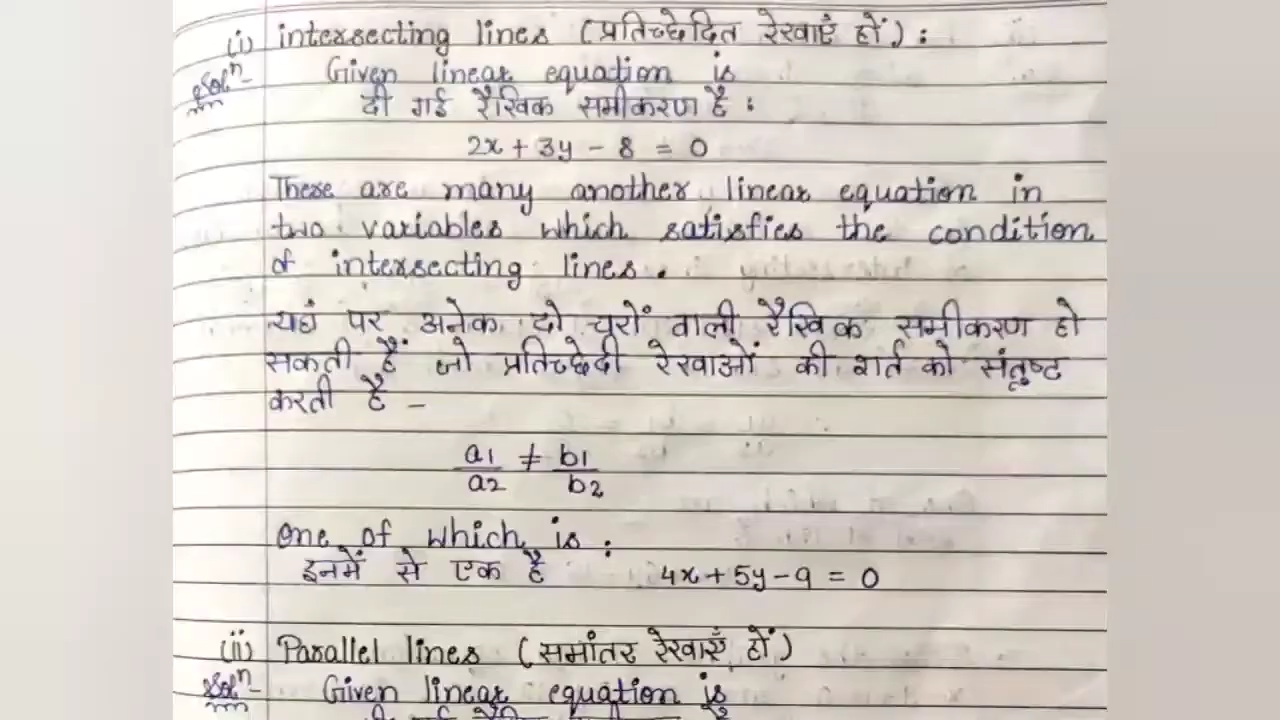 (i) intersecting lines (प्रतिच्छेदित रेखाएं हों) :
Solⁿ- Given linear equation is
दी गई रैखिक समीकरण है :
2x + 3y - 8 = 0
There are many another linear equation in
two variables which satisfies the condition
of intersecting lines.
यहां पर अनेक दो चरों वाली रैखिक समीकरण हो
सकती हैं जो प्रतिच्छेदी रेखाओं की शर्त को संतुष्ट
करती है -
a1/a2 ≠ b1/b2
One of which is :
इनमें से एक है 4x + 5y - 9 = 0
(ii) Parallel lines (समांतर रेखाएँ हों)
Solⁿ- Given linear equation is